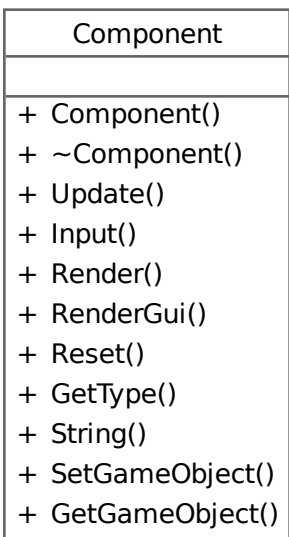 Component
+ Component()
+ ~Component()
+ Update()
+ Input()
+ Render()
+ RenderGui()
+ Reset()
+ GetType()
+ String()
+ SetGameObject()
+ GetGameObject()